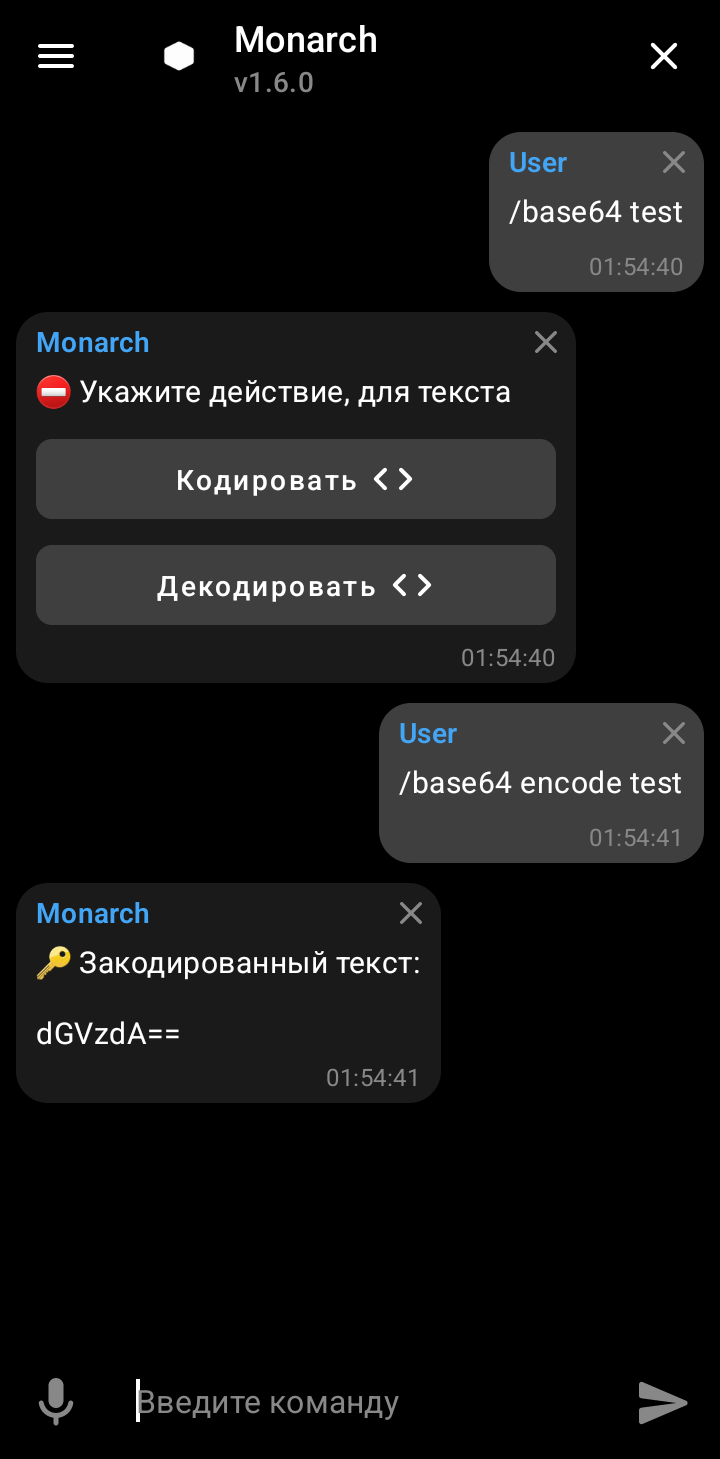 Monarch
v1.6.0
User
/base64 test
01:54:40
Monarch
⛔ Укажите действие, для текста
Кодировать <>
Декодировать <>
01:54:40
User
/base64 encode test
01:54:41
Monarch
🔑 Закодированный текст:
dGVzdA==
01:54:41
Введите команду